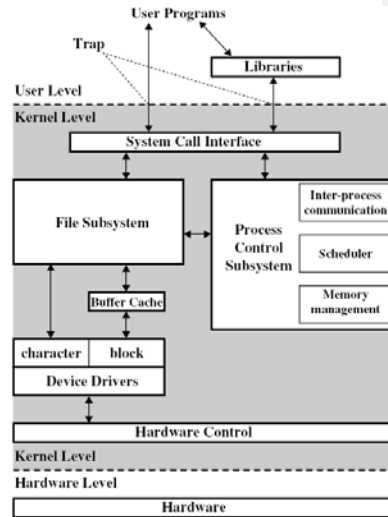 User Programs
Trap
Libraries
User Level
Kernel Level
System Call Interface
File Subsystem
Process
Control
Subsystem
Inter-process
communication
Scheduler
Memory
management
Buffer Cache
character
block
Device Drivers
Hardware Control
Kernel Level
Hardware Level
Hardware